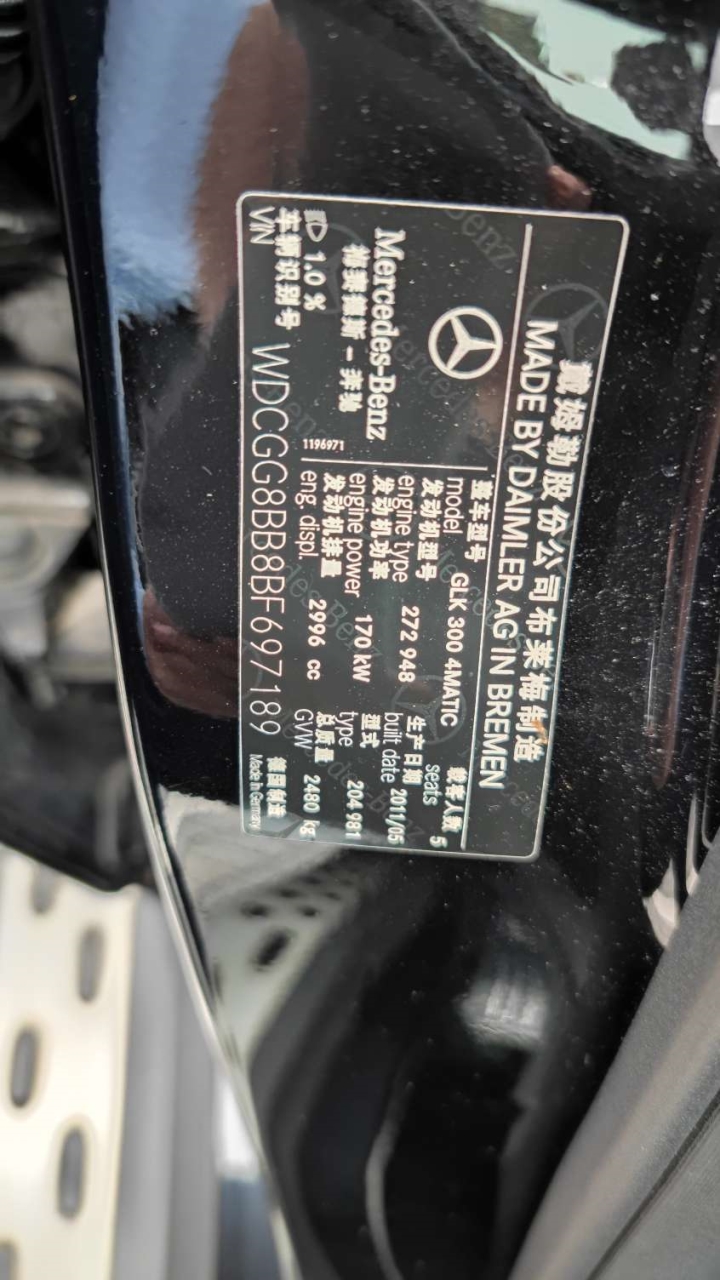 戴姆勒股份公司布莱梅制造
MADE BY DAIMLER AG IN BREMEN
Mercedes-Benz
梅赛德斯－奔驰
1.0 %
1196971
整车型号
model GLK 300 4MATIC
发动机型号
engine type 272 948
发动机功率
engine power 170 kW
发动机排量
eng. displ 2996 cc
载客人数
seats 5
生产日期
built date 2011/05
型式
type 204 981
总质量
GVW 2480 kg
车辆识别号
VIN WDCGG8BB8BF697189
德国制造
Made in Germany